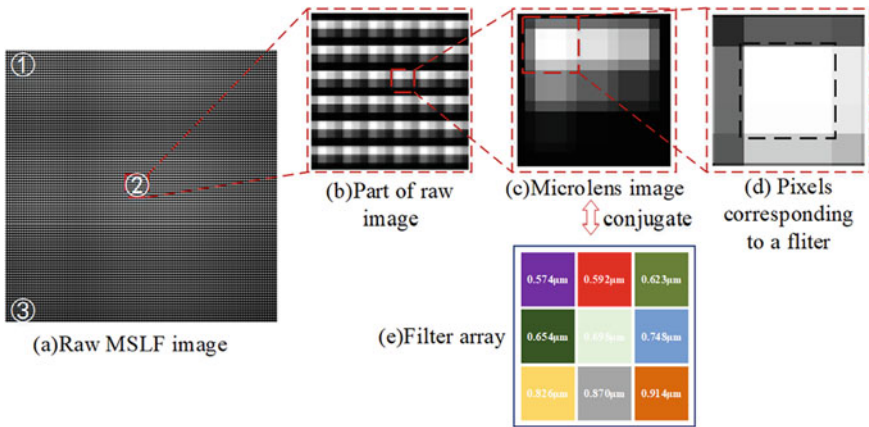 ①
②
③
(a)Raw MSLF image
(b)Part of raw
image
(c)Microlens image
conjugate
(d) Pixels
corresponding
to a fliter
(e)Filter array
0.574μm 0.592μm 0.623μm
0.654μm 0.748μm
0.826μm 0.870μm 0.914μm